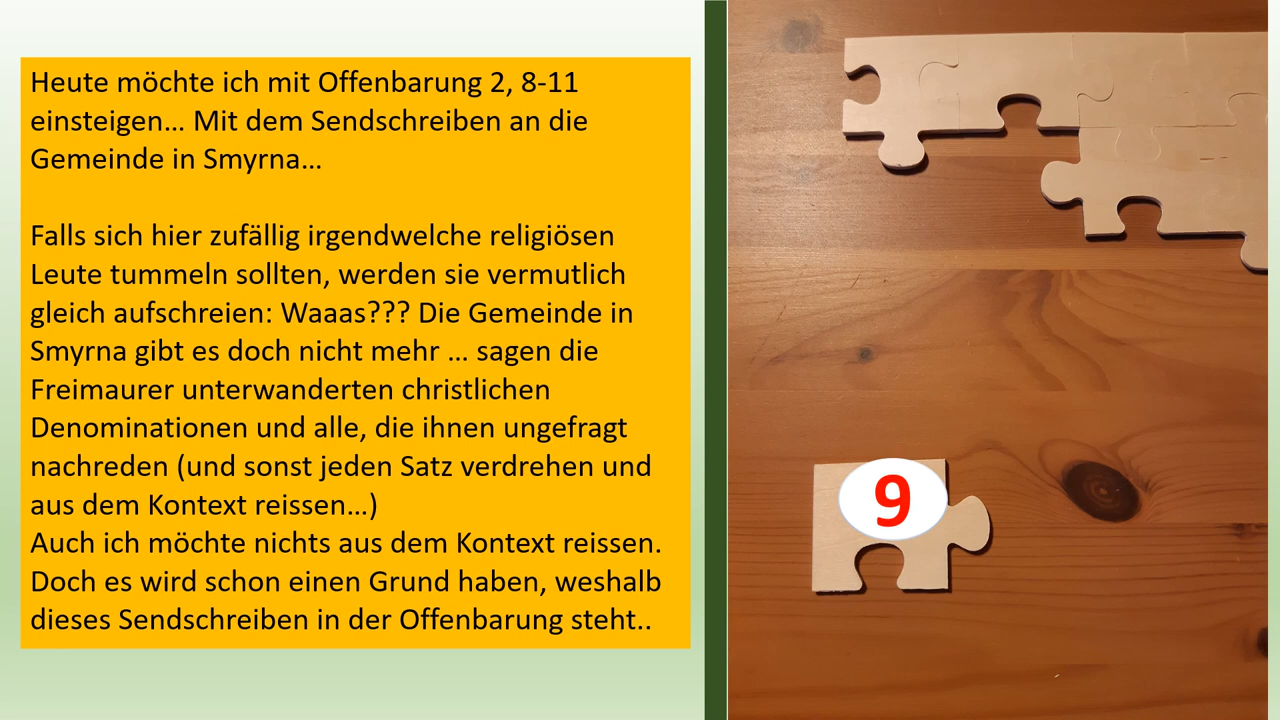 Heute möchte ich mit Offenbarung 2, 8-11
einsteigen... Mit dem Sendschreiben an die
Gemeinde in Smyrna...
Falls sich hier zufällig irgendwelche religiösen
Leute tummeln sollten, werden sie vermutlich
gleich aufschreien: Waaas??? Die Gemeinde in
Smyrna gibt es doch nicht mehr ... sagen die
Freimaurer unterwanderten christlichen
Denominationen und alle, die ihnen ungefragt
nachreden (und sonst jeden Satz verdrehen und
aus dem Kontext reissen...)
Auch ich möchte nichts aus dem Kontext reissen.
Doch es wird schon einen Grund haben, weshalb
dieses Sendschreiben in der Offenbarung steht..
9